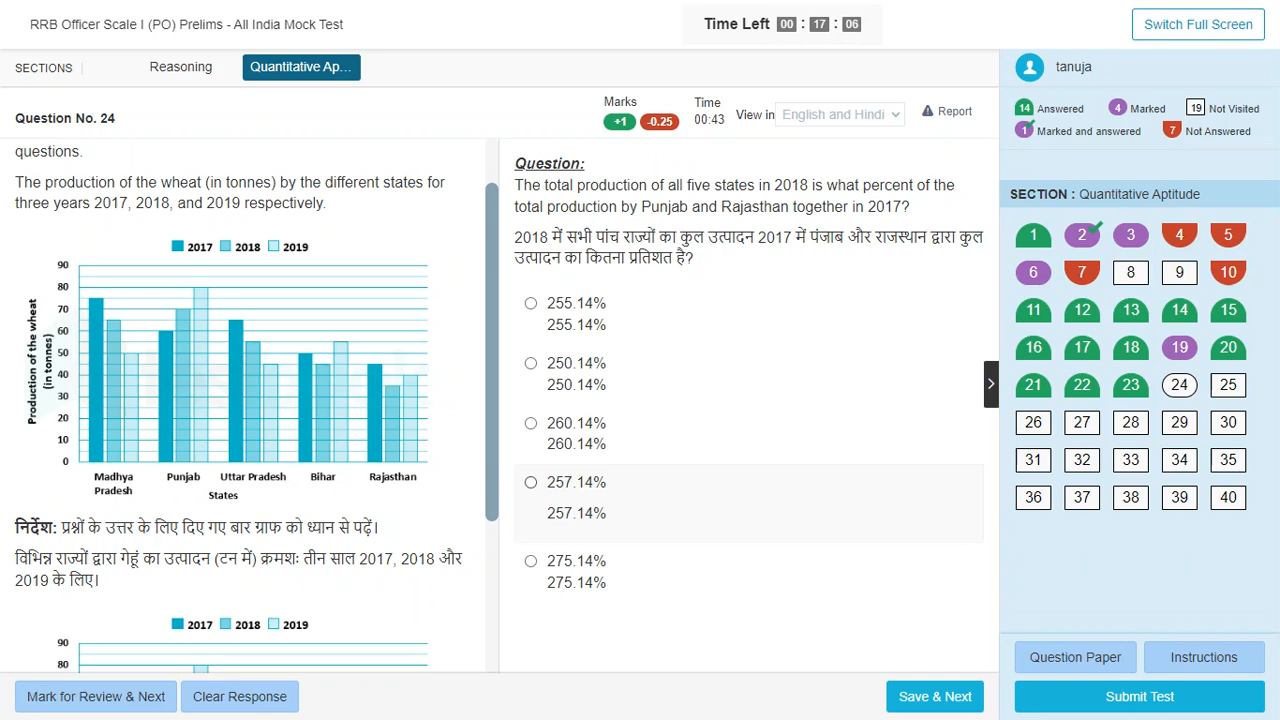 RRB Officer Scale I (PO) Prelims - All India Mock Test
Time Left 00 : 17 : 06
Switch Full Screen
SECTIONS
Reasoning
Quantitative Ap...
tanuja
Question No. 24
Marks
+1 -0.25
Time
00:43
View in English and Hindi
Report
14 Answered
4 Marked
19 Not Visited
1 Marked and answered
7 Not Answered
questions.
The production of the wheat (in tonnes) by the different states for
three years 2017, 2018, and 2019 respectively.
2017 2018 2019
90
80
70
60
50
40
30
20
10
0
Production of the wheat
(in tonnes)
Madhya Pradesh
Punjab
Uttar Pradesh
Bihar
Rajasthan
States
निर्देश: प्रश्नों के उत्तर के लिए दिए गए बार ग्राफ को ध्यान से पढ़ें।
विभिन्न राज्यों द्वारा गेहूं का उत्पादन (टन में) क्रमशः तीन साल 2017, 2018 और
2019 के लिए।
2017 2018 2019
90
80
Question:
The total production of all five states in 2018 is what percent of the
total production by Punjab and Rajasthan together in 2017?
2018 में सभी पांच राज्यों का कुल उत्पादन 2017 में पंजाब और राजस्थान द्वारा कुल
उत्पादन का कितना प्रतिशत है?
255.14%
255.14%
250.14%
250.14%
260.14%
260.14%
257.14%
257.14%
275.14%
275.14%
SECTION : Quantitative Aptitude
1 2 3 4 5
6 7 8 9 10
11 12 13 14 15
16 17 18 19 20
21 22 23 24 25
26 27 28 29 30
31 32 33 34 35
36 37 38 39 40
Mark for Review & Next
Clear Response
Save & Next
Question Paper
Instructions
Submit Test